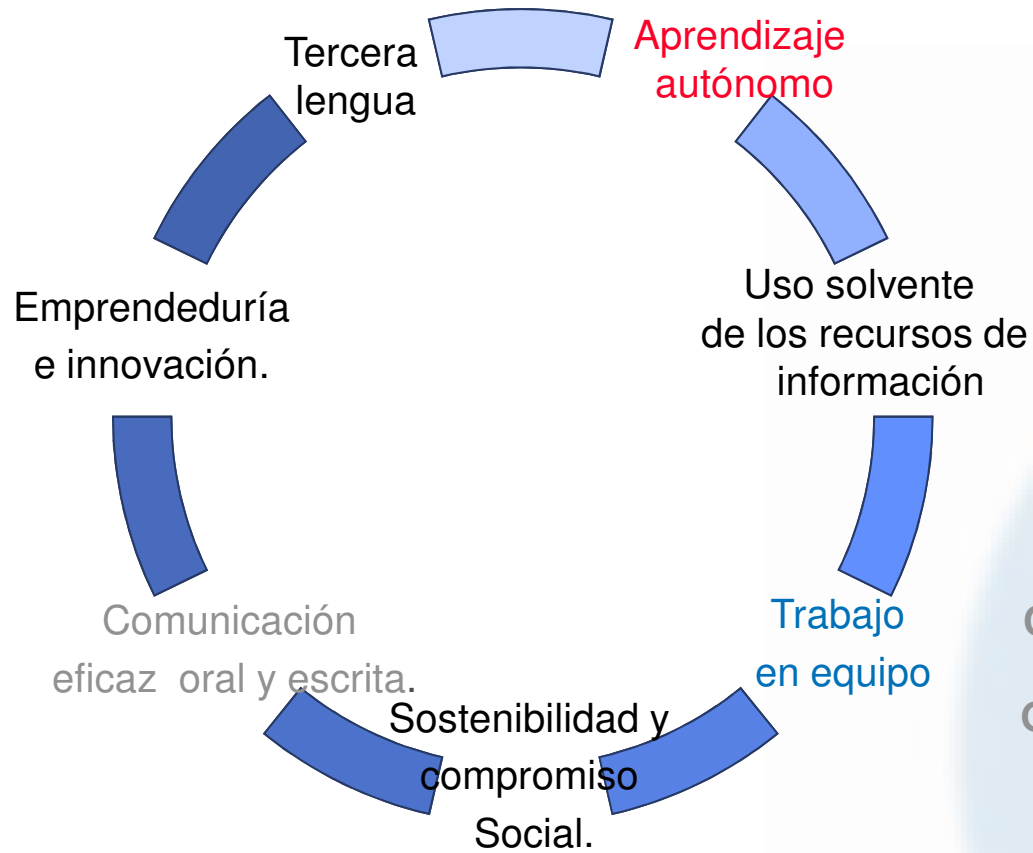 Tercera
lengua
Aprendizaje
autónomo
Uso solvente
de los recursos de
información
Trabajo
en equipo
Sostenibilidad y
compromiso
Social.
Comunicación
eficaz oral y escrita.
Emprendeduría
e innovación.